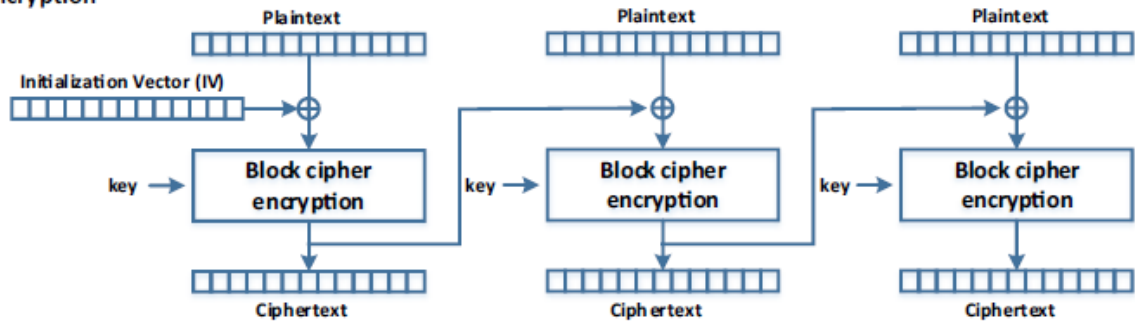 Plaintext Plaintext Plaintext
Initialization Vector (IV)
key Block cipher encryption
key Block cipher encryption
key Block cipher encryption
Ciphertext Ciphertext Ciphertext